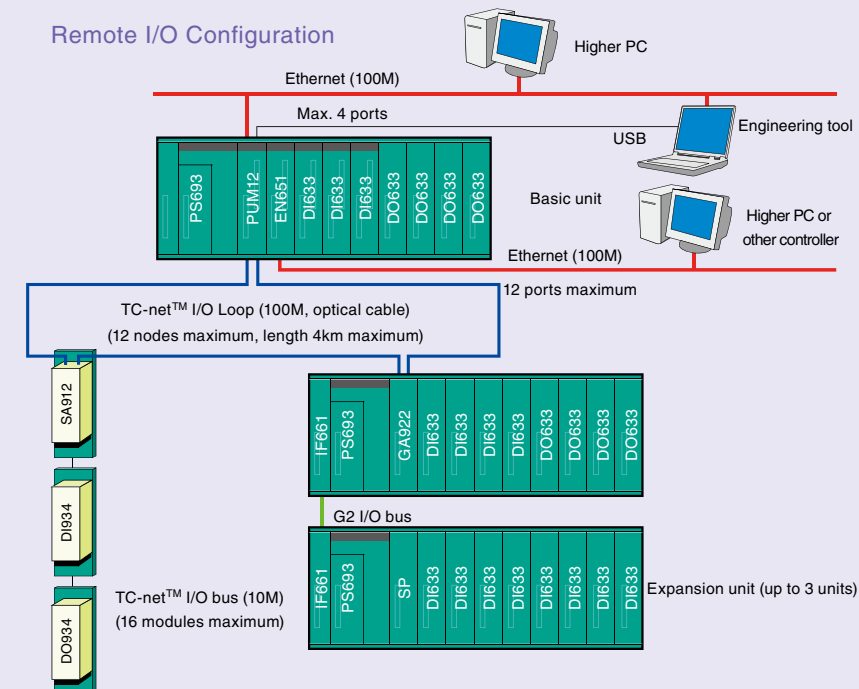 Remote I/O Configuration
Higher PC
Ethernet (100M)
Max. 4 ports
USB
Engineering tool
PS693
PUM12
EN651
DI633
DI633
DI633
DO633
DO633
DO633
DO633
Basic unit
Higher PC or
other controller
Ethernet (100M)
12 ports maximum
TC-net™ I/O Loop (100M, optical cable)
(12 nodes maximum, length 4km maximum)
SA912
IF661
PS693
GA922
DI633
DI633
DI633
DI633
DO633
DO633
DO633
DO633
DI934
G2 I/O bus
IF661
PS693
SP
DI633
DI633
DI633
DI633
DI633
DI633
DI633
DI633
Expansion unit (up to 3 units)
TC-net™ I/O bus (10M)
(16 modules maximum)
DO934